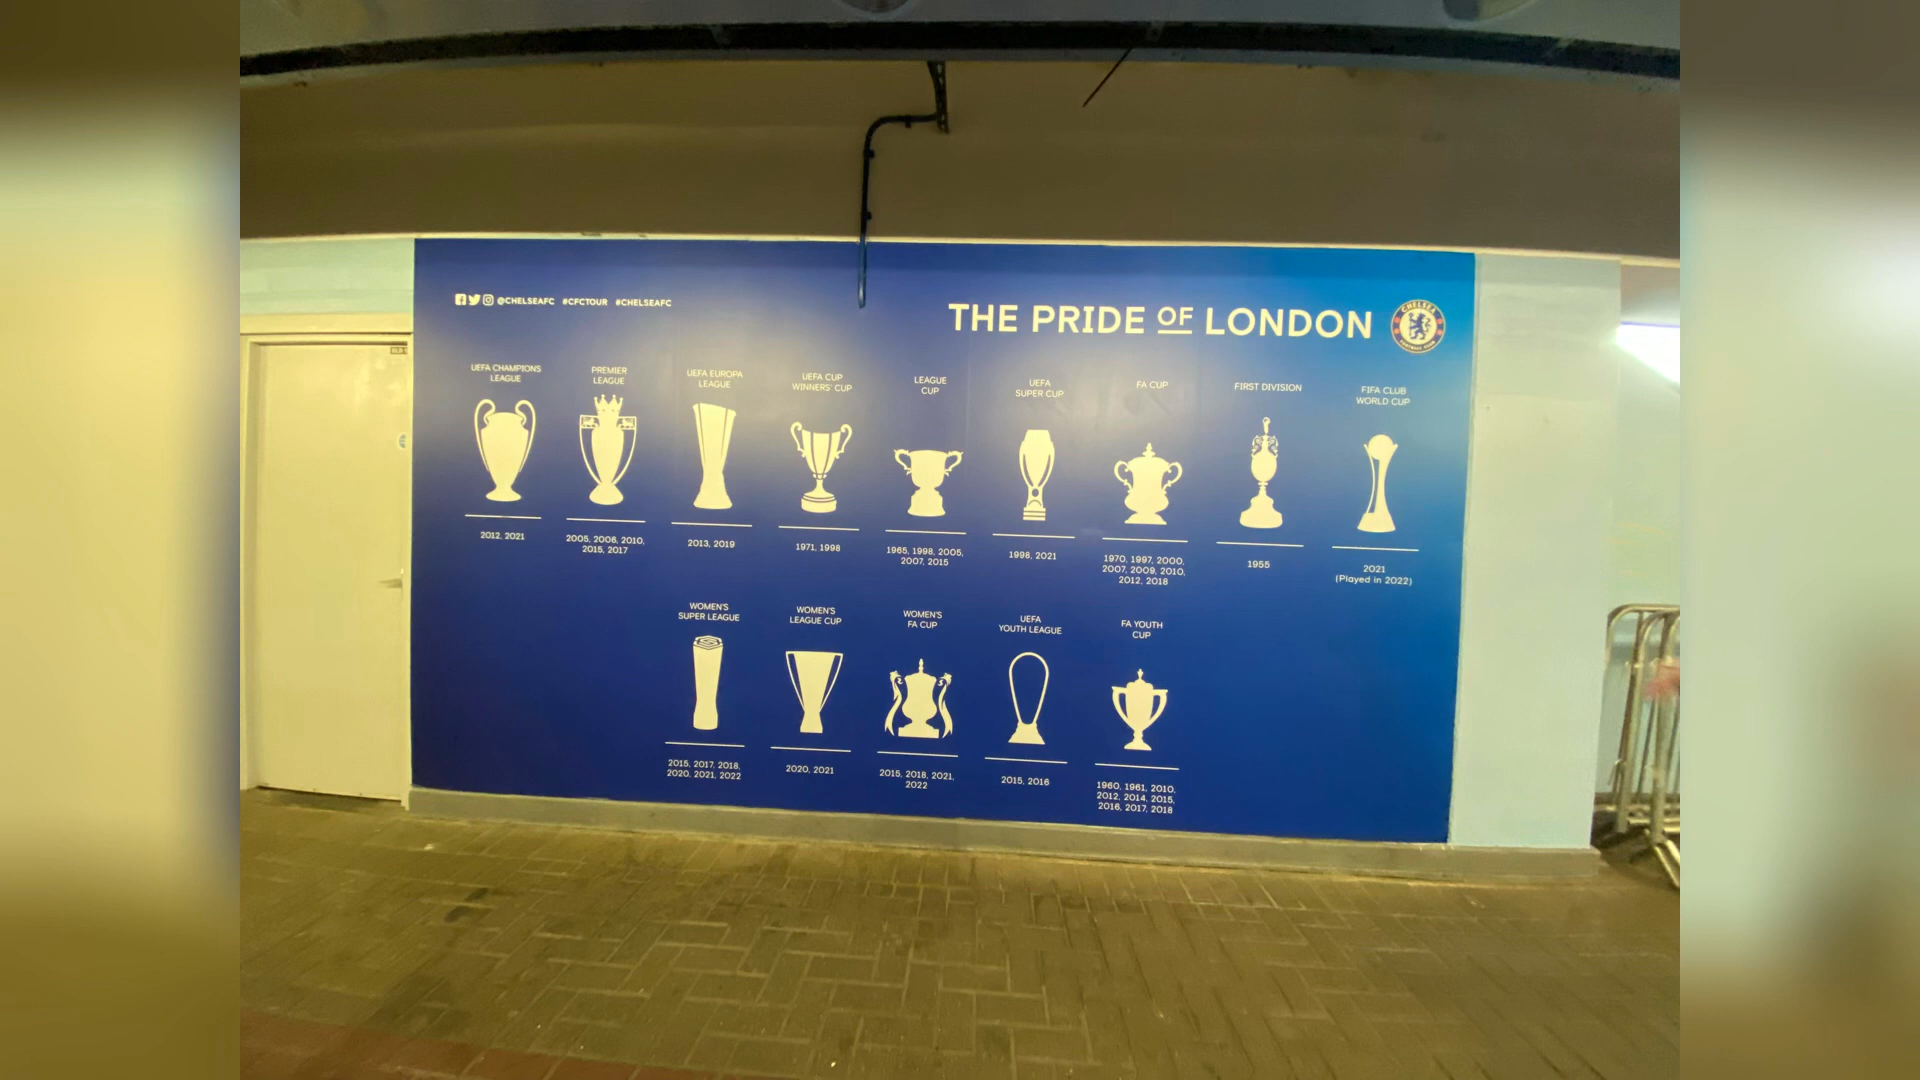 @CHELSEAFC #CFCTOUR #CHELSEAFC
THE PRIDE OF LONDON
CHELSEA
FOOTBALL CLUB
UEFA CHAMPIONS
LEAGUE
2012, 2021
PREMIER
LEAGUE
2005, 2006, 2010,
2015, 2017
UEFA EUROPA
LEAGUE
2013, 2019
UEFA CUP
WINNERS' CUP
1971, 1998
LEAGUE
CUP
1965, 1998, 2005,
2007, 2015
UEFA
SUPER CUP
1998, 2021
FA CUP
1970, 1997, 2000,
2007, 2009, 2010,
2012, 2018
FIRST DIVISION
1955
FIFA CLUB
WORLD CUP
2021
(Played in 2022)
WOMEN'S
SUPER LEAGUE
2015, 2017, 2018,
2020, 2021, 2022
WOMEN'S
LEAGUE CUP
2020, 2021
WOMEN'S
FA CUP
2015, 2018, 2021,
2022
UEFA
YOUTH LEAGUE
2015, 2016
FA YOUTH
CUP
1960, 1961, 2010,
2012, 2014, 2015,
2016, 2017, 2018